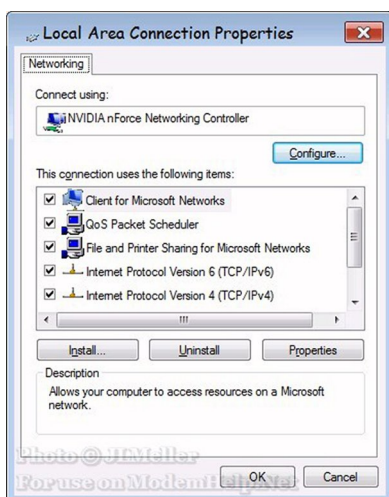 Local Area Connection Properties
Networking
Connect using:
NVIDIA nForce Networking Controller
Configure...
This connection uses the following items:
Client for Microsoft Networks
QoS Packet Scheduler
File and Printer Sharing for Microsoft Networks
Internet Protocol Version 6 (TCP/IPv6)
Internet Protocol Version 4 (TCP/IPv4)
Install...
Uninstall
Properties
Description
Allows your computer to access resources on a Microsoft
network.
Photo © JLMeller
For use on ModemHelp.Net
OK
Cancel